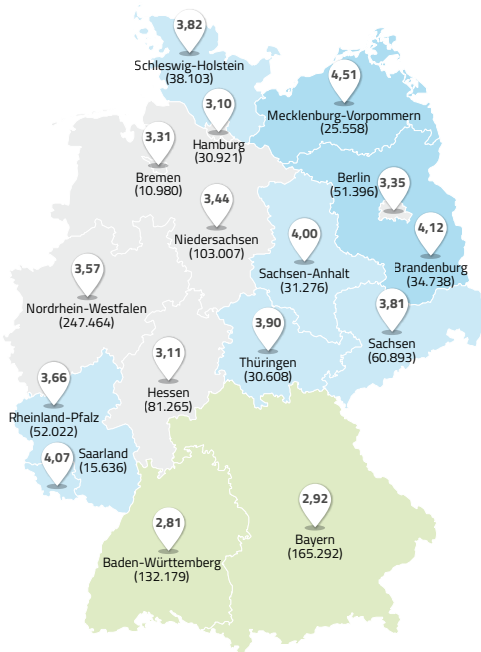 3,82
Schleswig-Holstein
(38.103)
4,51
Mecklenburg-Vorpommern
(25.558)
3,10
Hamburg
(30.921)
3,31
Bremen
(10.980)
Berlin
(51.396)
3,35
3,44
Niedersachsen
(103.007)
4,12
Brandenburg
(34.738)
4,00
Sachsen-Anhalt
(31.276)
3,57
Nordrhein-Westfalen
(247.464)
3,81
Sachsen
(60.893)
3,90
Thüringen
(30.608)
3,11
Hessen
(81.265)
3,66
Rheinland-Pfalz
(52.022)
4,07
Saarland
(15.636)
2,92
Bayern
(165.292)
2,81
Baden-Württemberg
(132.179)